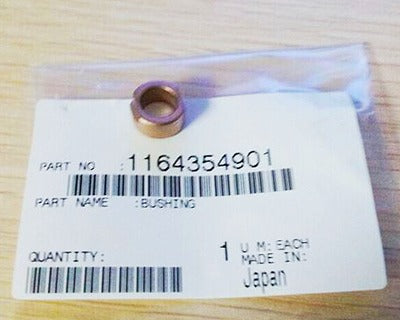 PART NO :1164354901
PART NAME :BUSHING
QUANTITY: 1 U M:EACH
MADE IN:
Japan